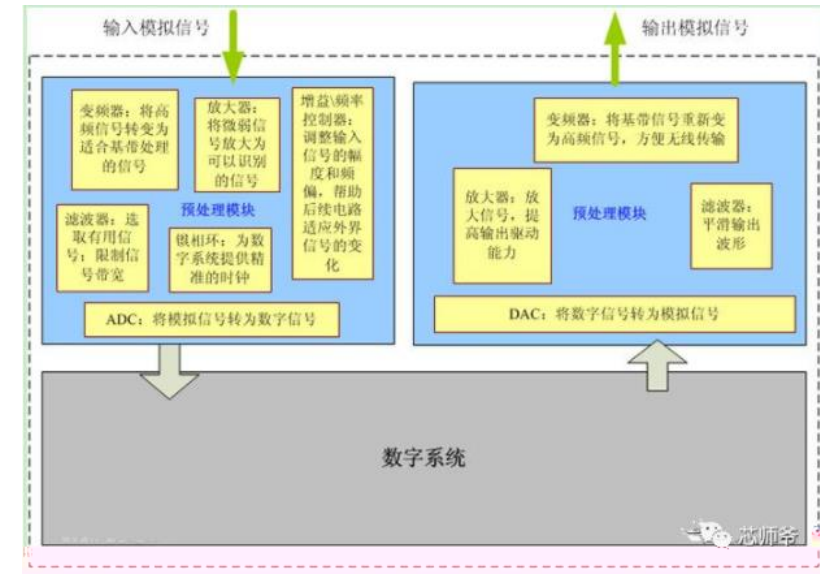 输入模拟信号
输出模拟信号
变频器：将高
频信号转变为
适合基带处理
的信号
放大器：
将微弱信
号放大为
可以识别
的信号
增益\频率
控制器：
调整输入
信号的幅
度和频
偏，帮助
后续电路
适应外界
信号的变
化
滤波器：选
取有用信
号；限制信
号带宽
预处理模块
锁相环：为数
字系统提供精
准的时钟
ADC：将模拟信号转为数字信号
变频器：将基带信号重新变
为高频信号，方便无线传输
放大器：放
大信号，提
高输出驱动
能力
预处理模块
滤波器：
平滑输出
波形
DAC：将数字信号转为模拟信号
数字系统
芯师爷